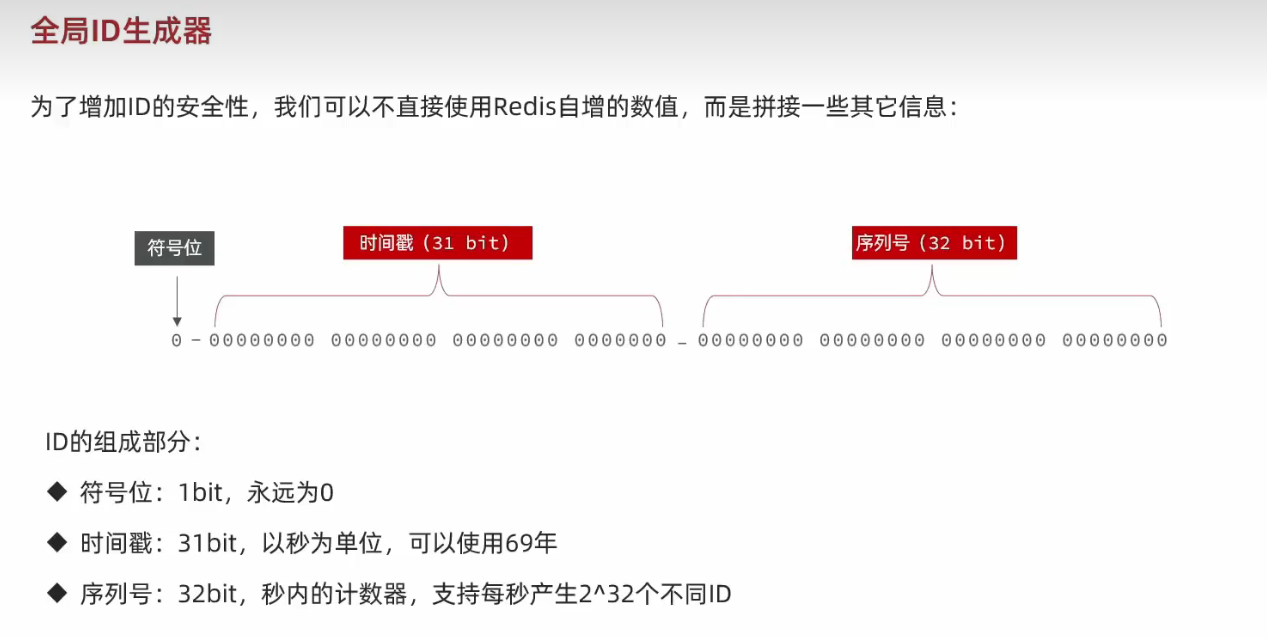 全局ID生成器
为了增加ID的安全性，我们可以不直接使用Redis自增的数值，而是拼接一些其它信息：
符号位 时间戳（31 bit） 序列号（32 bit）
0 - 00000000 00000000 00000000 0000000 - 00000000 00000000 00000000 00000000
ID的组成部分：
◆ 符号位：1bit，永远为0
◆ 时间戳：31bit，以秒为单位，可以使用69年
◆ 序列号：32bit，秒内的计数器，支持每秒产生2^32个不同ID